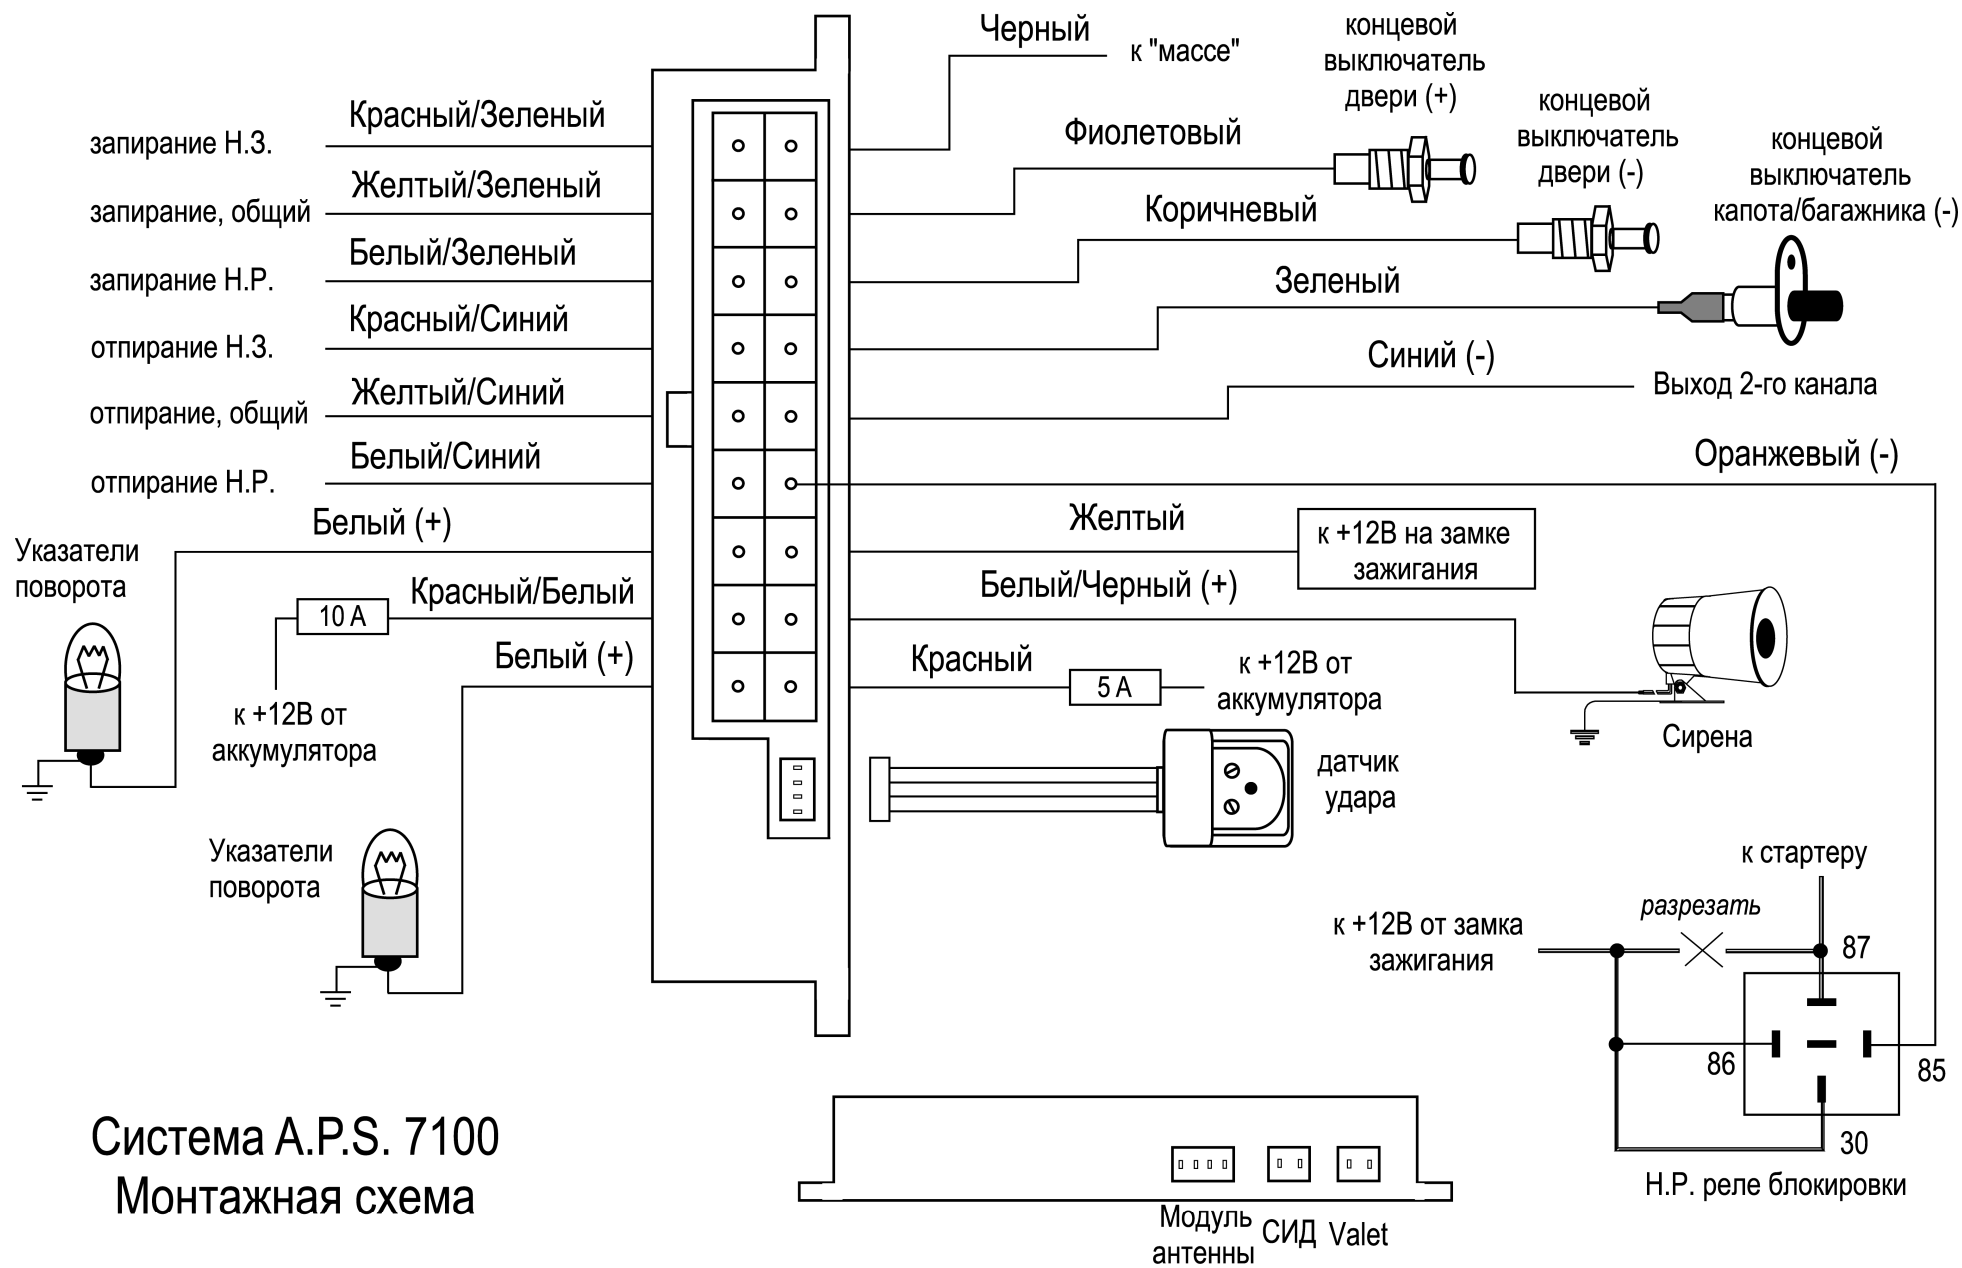 Черный
к "массе"
концевой
выключатель
двери (+)
концевой
выключатель
двери (-)
концевой
выключатель
капота/багажника (-)
Красный/Зеленый
запирание Н.З.
Фиолетовый
Желтый/Зеленый
запирание, общий
Коричневый
Белый/Зеленый
запирание Н.Р.
Зеленый
Красный/Синий
отпирание Н.З.
Синий (-)
Выход 2-го канала
Желтый/Синий
отпирание, общий
Белый/Синий
отпирание Н.Р.
Оранжевый (-)
Белый (+)
Указатели
поворота
Желтый
к +12В на замке
зажигания
Красный/Белый
10 А
к +12В от
аккумулятора
Белый/Черный (+)
Сирена
Белый (+)
Красный
5 А
к +12В от
аккумулятора
датчик
удара
Указатели
поворота
к стартеру
разрезать
к +12В от замка
зажигания
87
86
85
30
Н.Р. реле блокировки
Система A.P.S. 7100
Монтажная схема
Модуль
антенны
СИД
Valet